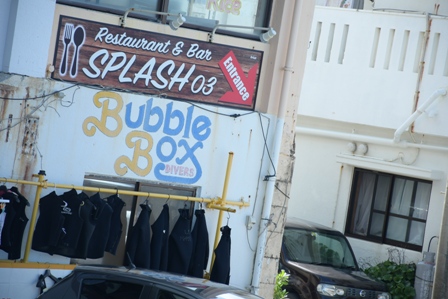 Restaurant & Bar
SPLASH 03
Entrance
Bubble
Box
DIVERS